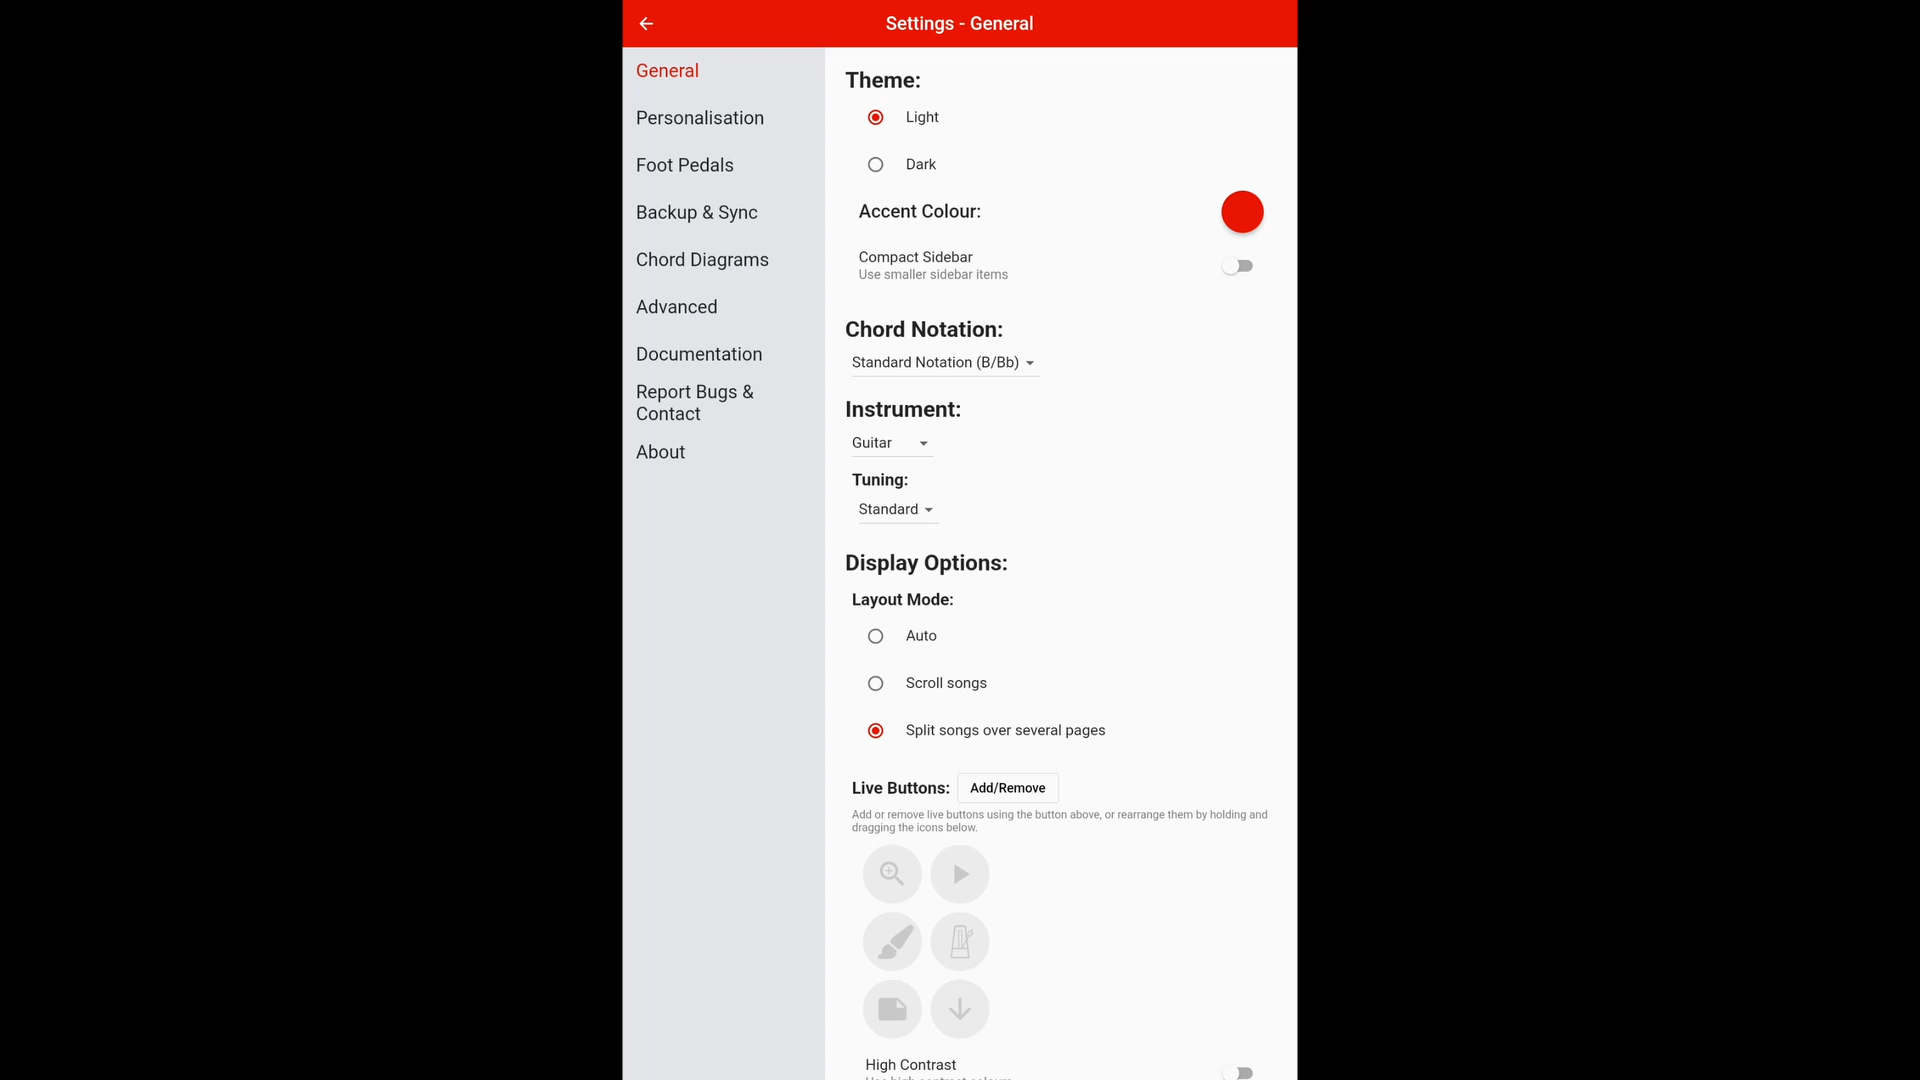 Settings - General
General
Personalisation
Foot Pedals
Backup & Sync
Chord Diagrams
Advanced
Documentation
Report Bugs &
Contact
About
Theme:
Light
Dark
Accent Colour:
Compact Sidebar
Use smaller sidebar items
Chord Notation:
Standard Notation (B/Bb)
Instrument:
Guitar
Tuning:
Standard
Display Options:
Layout Mode:
Auto
Scroll songs
Split songs over several pages
Live Buttons: Add/Remove
Add or remove live buttons using the button above, or rearrange them by holding and
dragging the icons below.
High Contrast